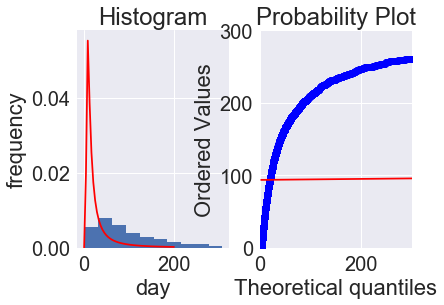 Histogram
frequency
0.04
0.02
0.00
0
200
day
Probability Plot
Ordered Values
300
200
100
0
0
200
Theoretical quantiles